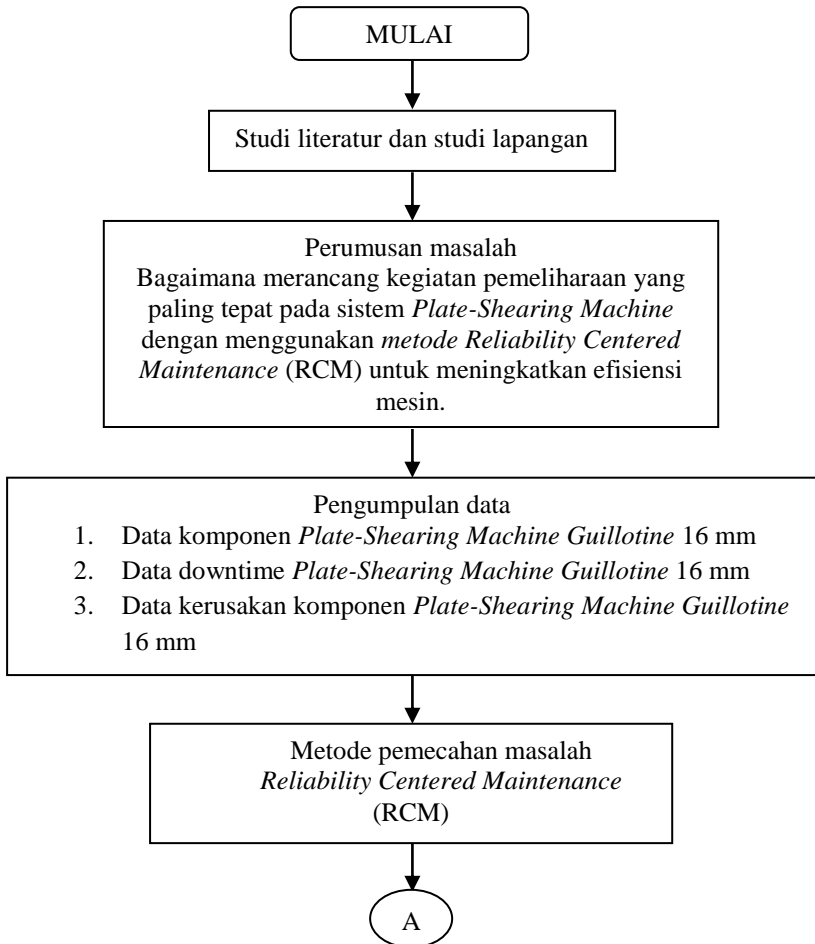 MULAI
Studi literatur dan studi lapangan
Perumusan masalah
Bagaimana merancang kegiatan pemeliharaan yang
paling tepat pada sistem Plate-Shearing Machine
dengan menggunakan metode Reliability Centered
Maintenance (RCM) untuk meningkatkan efisiensi
mesin.
Pengumpulan data
1. Data komponen Plate-Shearing Machine Guillotine 16 mm
2. Data downtime Plate-Shearing Machine Guillotine 16 mm
3. Data kerusakan komponen Plate-Shearing Machine Guillotine
16 mm
Metode pemecahan masalah
Reliability Centered Maintenance
(RCM)
A